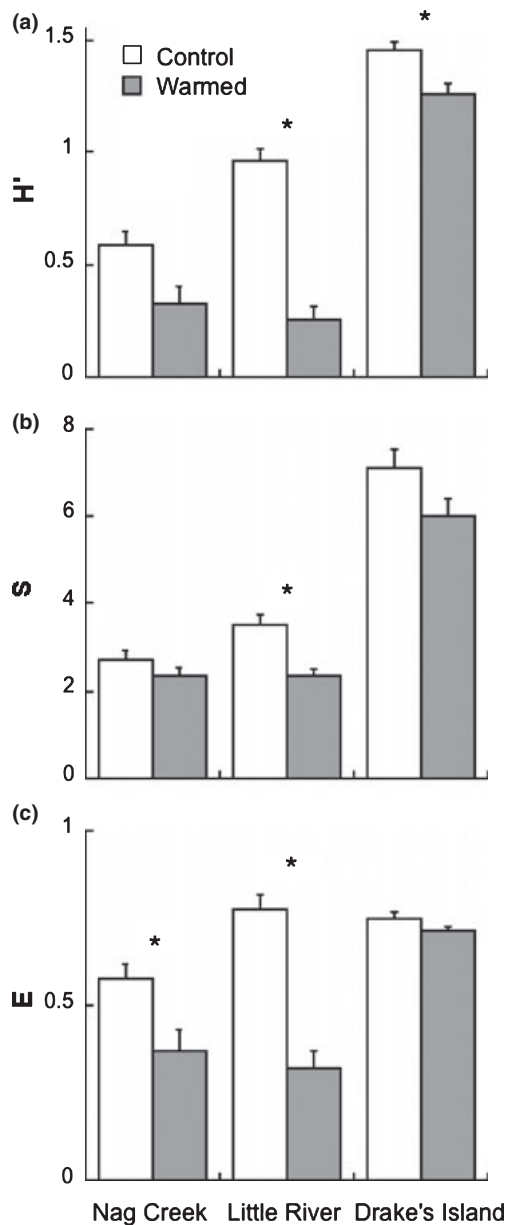 (a)
*
1.5
Control
Warmed
*
1
H'
0.5
0
(b)
8
6
S
4
*
2
0
(c)
1
*
*
E
0.5
0
Nag Creek Little River Drake's Island